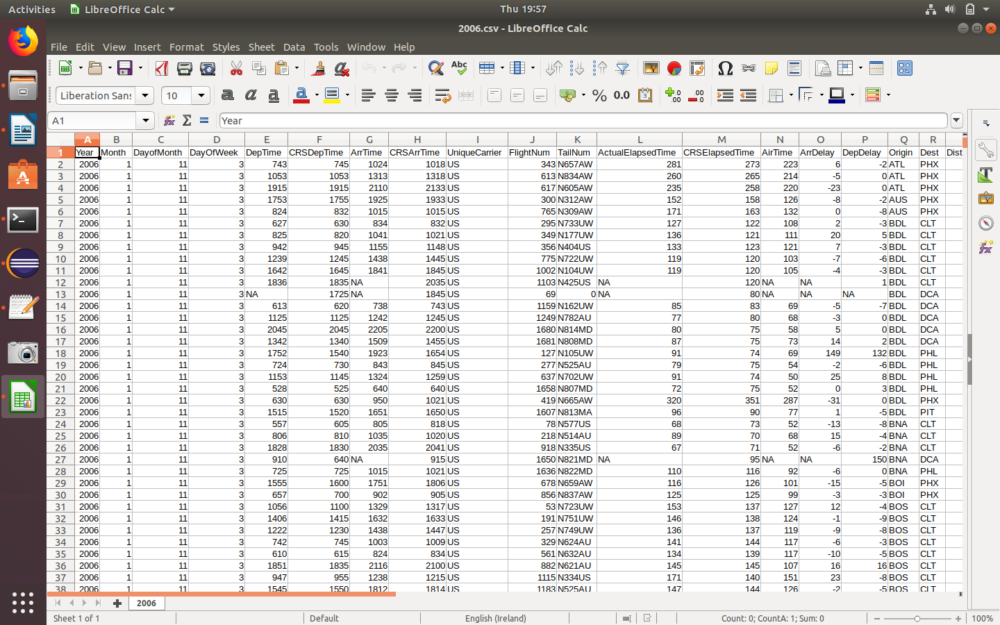 Activities LibreOffice Calc Thu 19:57
2006.csv - LibreOffice Calc
File Edit View Insert Format Styles Sheet Data Tools Window Help
Abc
Liberation Sans 10 a a a a % 0.0 3 0.00 .00
A1 fx Σ = Year
A B C D E F G H I J K L M N O P Q R
1 Year Month DayofMonth DayOfWeek DepTime CRSDepTime ArrTime CRSArrTime UniqueCarrier FlightNum TailNum ActualElapsedTime CRSElapsedTime AirTime ArrDelay DepDelay Origin Dest Dist
2 2006 1 11 3 743 745 1024 1018 US 343 N657AW 281 273 223 6 -2 ATL PHX
3 2006 1 11 3 1053 1053 1313 1318 US 613 N834AW 260 265 214 -5 0 ATL PHX
4 2006 1 11 3 1915 1915 2110 2133 US 617 N605AW 235 258 220 -23 0 ATL PHX
5 2006 1 11 3 1753 1755 1925 1933 US 300 N312AW 152 158 126 -8 -2 AUS PHX
6 2006 1 11 3 824 832 1015 1015 US 765 N309AW 171 163 132 0 -8 AUS PHX
7 2006 1 11 3 627 630 834 832 US 295 N733UW 127 122 108 2 -3 BDL CLT
8 2006 1 11 3 825 820 1041 1021 US 349 N177UW 136 121 111 20 5 BDL CLT
9 2006 1 11 3 942 945 1155 1148 US 356 N404US 133 123 121 7 -3 BDL CLT
10 2006 1 11 3 1239 1245 1438 1445 US 775 N722UW 119 120 103 -7 -6 BDL CLT
11 2006 1 11 3 1642 1645 1841 1845 US 1002 N104UW 119 120 105 -4 -3 BDL CLT
12 2006 1 11 3 1836 1835 NA 2035 US 1103 N425US NA 120 NA NA 1 BDL CLT
13 2006 1 11 3 NA 1725 NA 1845 US 69 0 NA 80 NA NA NA BDL DCA
14 2006 1 11 3 613 620 738 743 US 1159 N162UW 85 83 69 -5 -7 BDL DCA
15 2006 1 11 3 1125 1125 1242 1245 US 1249 N782AU 77 80 68 -3 0 BDL DCA
16 2006 1 11 3 2045 2045 2205 2200 US 1680 N814MD 80 75 58 5 0 BDL DCA
17 2006 1 11 3 1342 1340 1509 1455 US 1681 N808MD 87 75 73 14 2 BDL DCA
18 2006 1 11 3 1752 1540 1923 1654 US 127 N105UW 91 74 69 149 132 BDL PHL
19 2006 1 11 3 724 730 843 845 US 277 N525AU 79 75 54 -2 -6 BDL PHL
20 2006 1 11 3 1153 1145 1324 1259 US 637 N702UW 91 74 50 25 8 BDL PHL
21 2006 1 11 3 528 525 640 640 US 1658 N807MD 72 75 52 0 3 BDL PHL
22 2006 1 11 3 630 630 950 1021 US 419 N665AW 320 351 287 -31 0 BDL PHX
23 2006 1 11 3 1515 1520 1651 1650 US 1607 N813MA 96 90 77 1 -5 BDL PIT
24 2006 1 11 3 557 605 805 818 US 78 N577US 68 73 52 -13 -8 BNA CLT
25 2006 1 11 3 806 810 1035 1020 US 218 N514AU 89 70 68 15 -4 BNA CLT
26 2006 1 11 3 1828 1830 2035 2041 US 918 N335US 67 71 52 -6 -2 BNA CLT
27 2006 1 11 3 910 640 NA 915 US 1650 N821MD NA 95 NA NA 150 BNA DCA
28 2006 1 11 3 725 725 1015 1021 US 1636 N822MD 110 116 92 -6 0 BNA PHL
29 2006 1 11 3 1555 1600 1751 1806 US 678 N659AW 116 126 101 -15 -5 BOI PHX
30 2006 1 11 3 657 700 902 905 US 856 N837AW 125 125 99 -3 -3 BOI PHX
31 2006 1 11 3 1056 1100 1329 1317 US 53 N723UW 153 137 127 12 -4 BOS CLT
32 2006 1 11 3 1406 1415 1632 1633 US 191 N751UW 146 138 124 -1 -9 BOS CLT
33 2006 1 11 3 1222 1230 1438 1447 US 257 N749UW 136 137 119 -9 -8 BOS CLT
34 2006 1 11 3 742 745 1003 1009 US 329 N624AU 141 144 117 -6 -3 BOS CLT
35 2006 1 11 3 610 615 824 834 US 561 N632AU 134 139 117 -10 -5 BOS CLT
36 2006 1 11 3 1851 1835 2116 2100 US 882 N621AU 145 145 107 16 16 BOS CLT
37 2006 1 11 3 947 955 1238 1215 US 1115 N334US 171 140 151 23 -8 BOS CLT
38 2006 1 11 3 1545 1550 1812 1814 US 1183 N525AU 147 144 126 -2 -5 BOS CLT
2006
Sheet 1 of 1 Default English (Ireland) Count: 0; CountA: 1; Sum: 0 100%